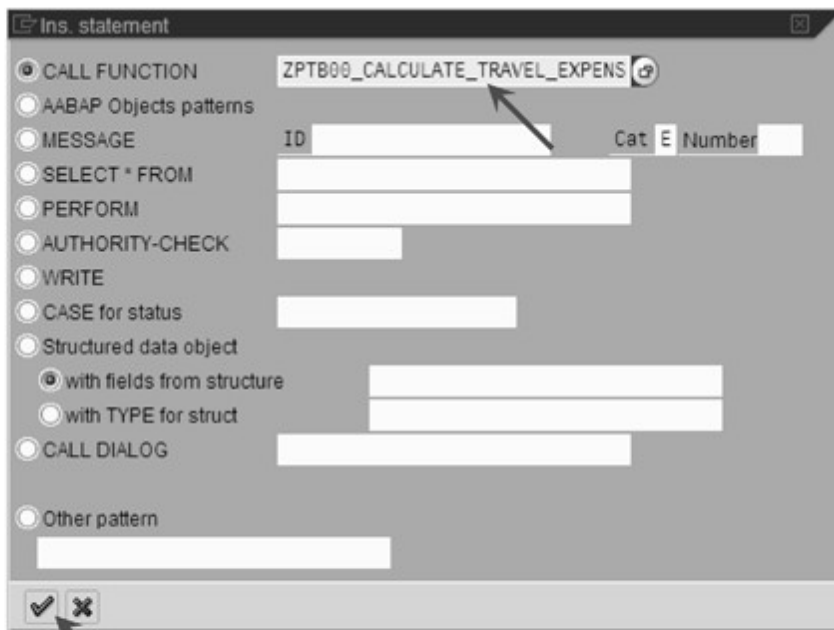 Ins. statement
CALL FUNCTION ZPTB00_CALCULATE_TRAVEL_EXPENS
AABAP Objects patterns
MESSAGE ID Cat E Number
SELECT * FROM
PERFORM
AUTHORITY-CHECK
WRITE
CASE for status
Structured data object
with fields from structure
with TYPE for struct
CALL DIALOG
Other pattern